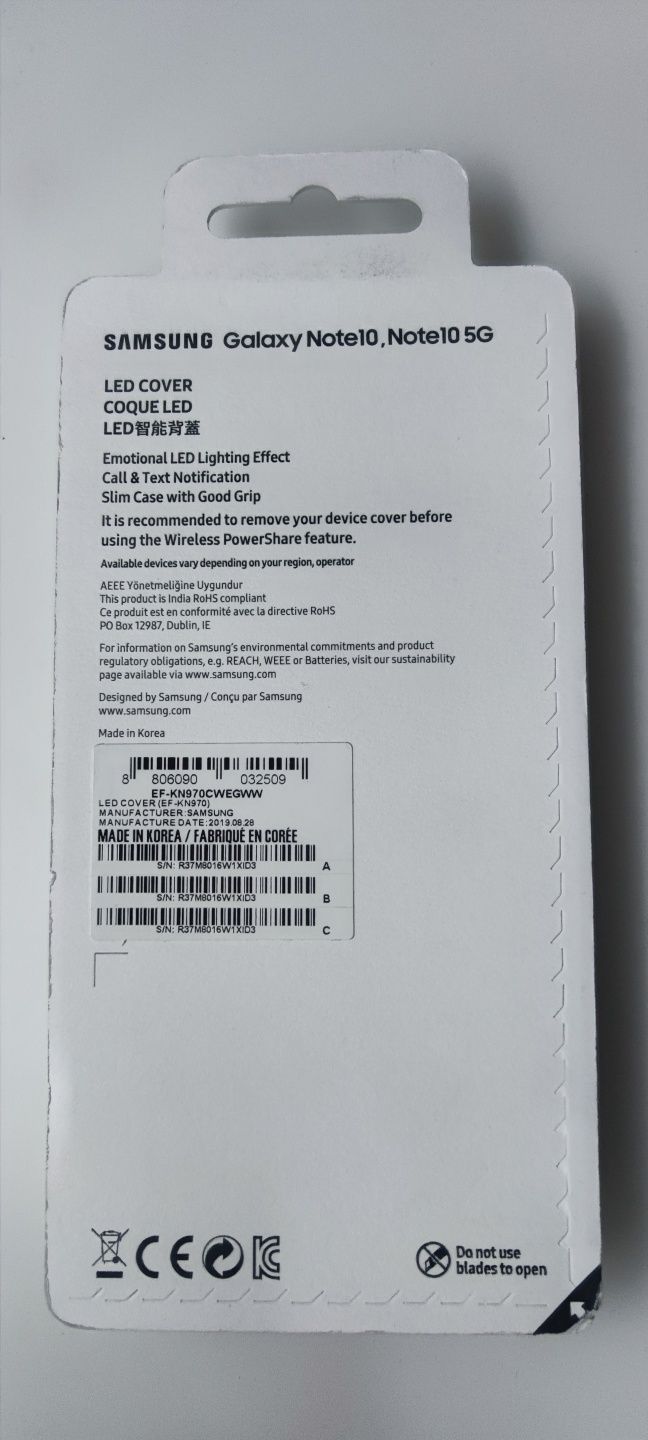 SAMSUNG Galaxy Note10, Note10 5G
LED COVER
COQUE LED
LED智能背蓋
Emotional LED Lighting Effect
Call & Text Notification
Slim Case with Good Grip
It is recommended to remove your device cover before
using the Wireless PowerShare feature.
Available devices vary depending on your region, operator
AEEE Yönetmeliğine Uygundur
This product is India RoHS compliant
Ce produit est en conformité avec la directive RoHS
PO Box 12987, Dublin, IE
For information on Samsung's environmental commitments and product
regulatory obligations, e.g. REACH, WEEE or Batteries, visit our sustainability
page available via www.samsung.com
Designed by Samsung / Conçu par Samsung
www.samsung.com
Made in Korea
8 806090 032509
EF-KN970CWEGWW
LED COVER (EF-KN970)
MANUFACTURER:SAMSUNG
MANUFACTURE DATE:2019.08.28
MADE IN KOREA / FABRIQUÉ EN CORÉE
S/N: R37M8016W1XID3 A
S/N: R37M8016W1XID3 B
S/N: R37M8016W1XID3 C
CE
Do not use
blades to open